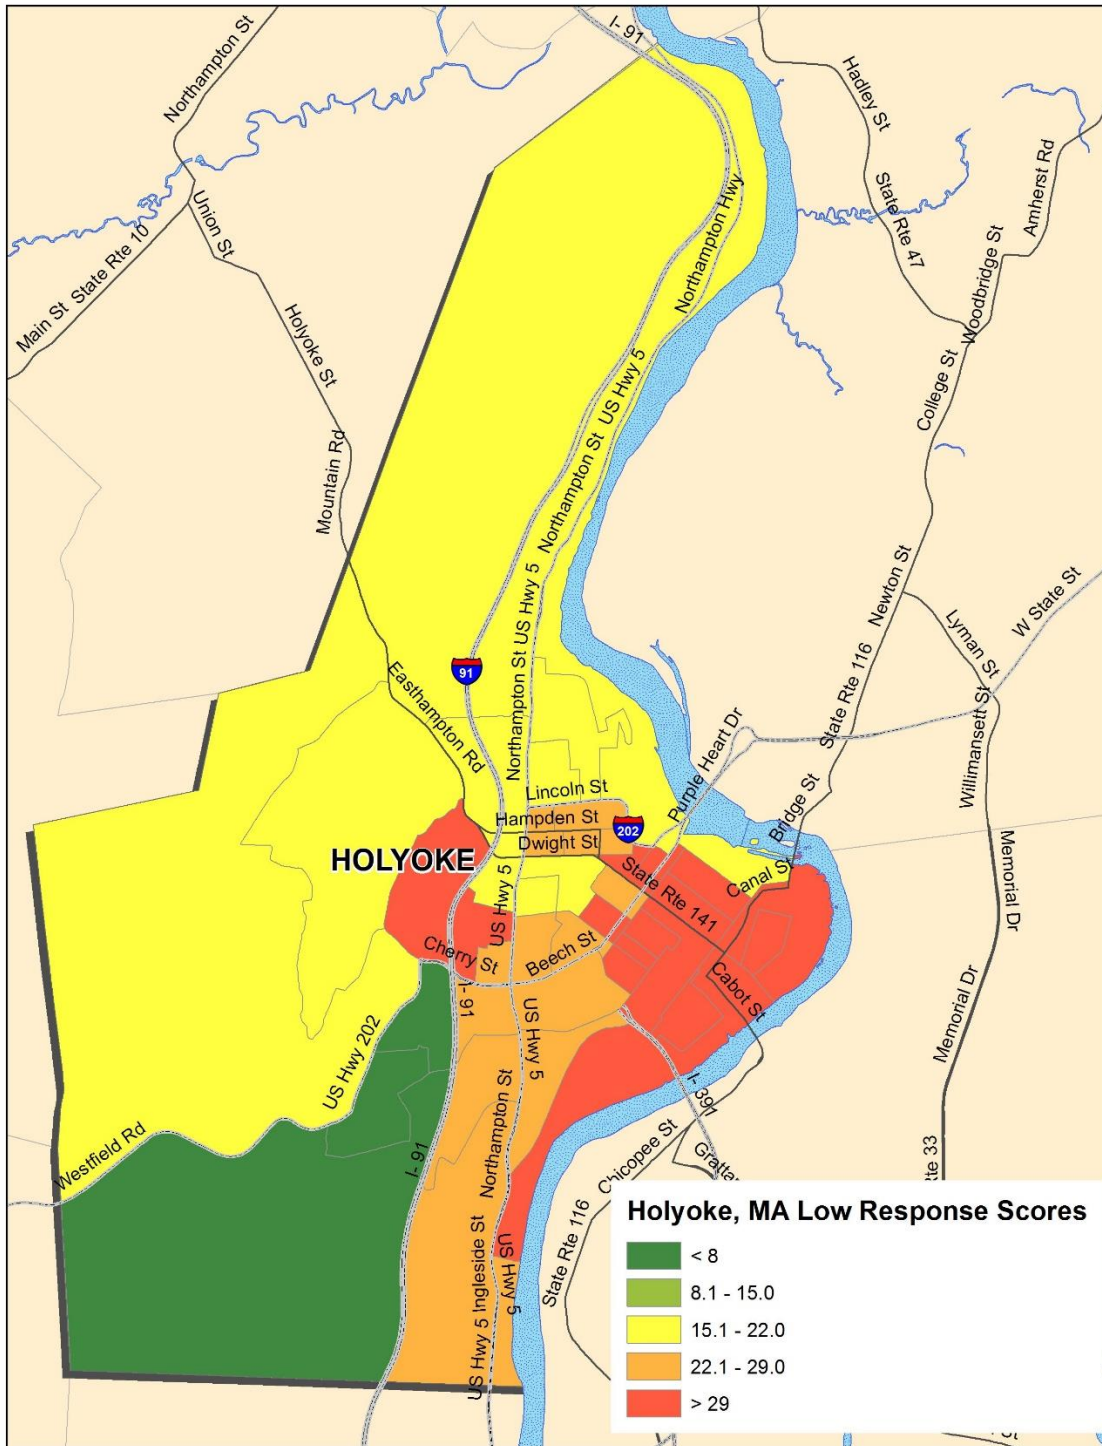 I- 91
Northampton St
Hadley St
Amherst Rd
State Rte 47
Woodbridge St
Union St
Main St State Rte 10
Northampton Hwy
Holyoke St
College St
US Hwy 5
Northampton St
Mountain Rd
Newton St
W State St
US Hwy 5
Lyman St
Northampton St
91
Easthampton Rd
State Rte 116
Willimansett St
Purple Heart Dr
Lincoln St
Bridge St
Hampden St
202
Dwight St
HOLYOKE
Canal St
State Rte 141
US Hwy 5
Memorial Dr
Cherry St
Beech St
Cabot St
I- 91
Memorial Dr
US Hwy 202
US Hwy 5
I- 391
Northampton St
Westfield Rd
I- 91
Chicopee St
State Rte 116
US Hwy 5
US Hwy 5 Ingleside St
Holyoke, MA Low Response Scores
< 8
8.1 - 15.0
15.1 - 22.0
22.1 - 29.0
> 29